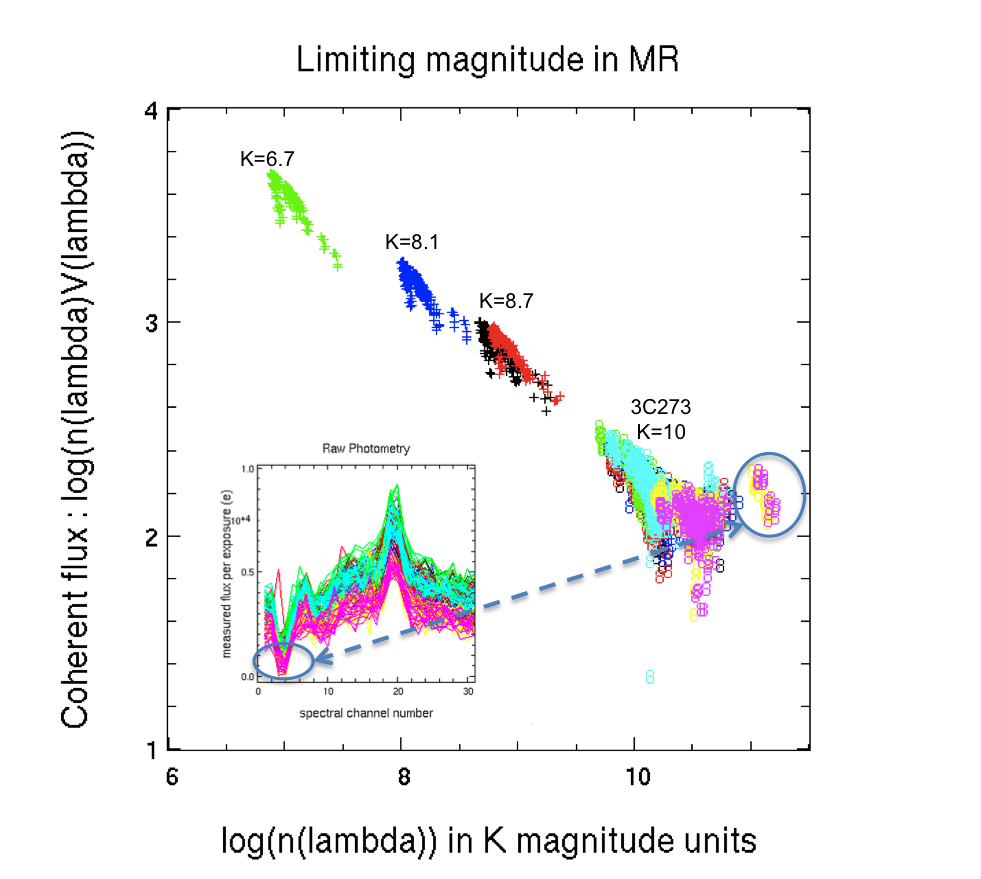 Limiting magnitude in MR
Coherent flux : log(n(lambda)V(lambda))
4
3
2
1
K=6.7
K=8.1
K=8.7
3C273
K=10
Raw Photometry
measured flux per exposure (e)
1.0
10+4
0.5
0.0
0 10 20 30
spectral channel number
6 8 10
log(n(lambda)) in K magnitude units